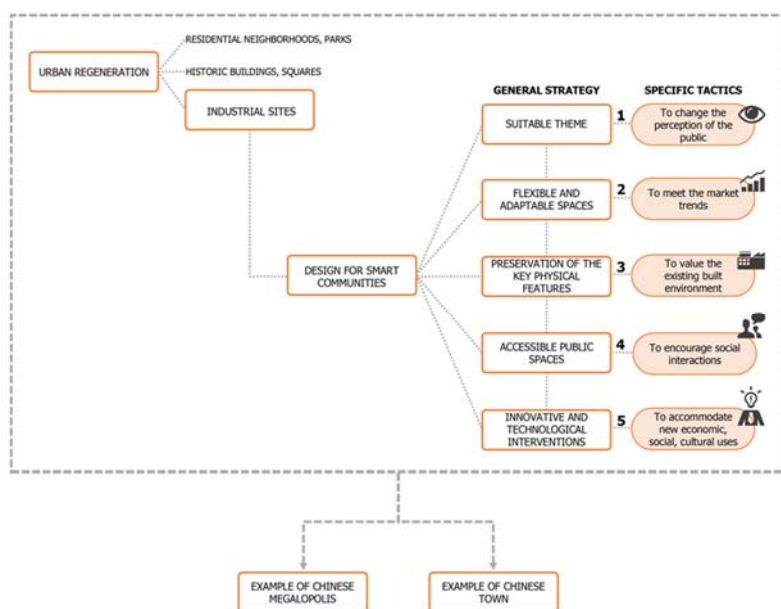 RESIDENTIAL NEIGHBORHOODS, PARKS
URBAN REGENERATION
HISTORIC BUILDINGS, SQUARES
INDUSTRIAL SITES
GENERAL STRATEGY
SPECIFIC TACTICS
SUITABLE THEME
1
To change the
perception of the
public
FLEXIBLE AND
ADAPTABLE SPACES
2
To meet the market
trends
DESIGN FOR SMART
COMMUNITIES
PRESERVATION OF THE
KEY PHYSICAL
FEATURES
3
To value the
existing built
environment
ACCESSIBLE PUBLIC
SPACES
4
To encourage social
interactions
INNOVATIVE AND
TECHNOLOGICAL
INTERVENTIONS
5
To accommodate
new economic,
social, cultural uses
EXAMPLE OF CHINESE
MEGALOPOLIS
EXAMPLE OF CHINESE
TOWN